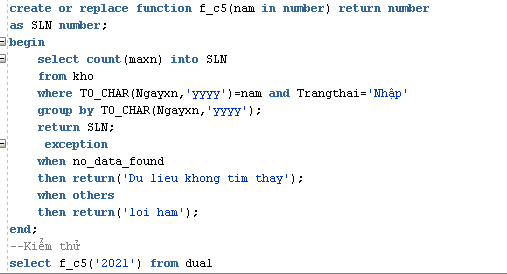 create or replace function f_c5(nam in number) return number
as SLN number;
begin
select count(maxn) into SLN
from kho
where TO_CHAR(Ngayxn,'yyyy')=nam and Trangthai='Nhập'
group by TO_CHAR(Ngayxn,'yyyy');
return SLN;
exception
when no_data_found
then return('Du lieu khong tim thay');
when others
then return('loi ham');
end;
--Kiểm thử
select f_c5('2021') from dual